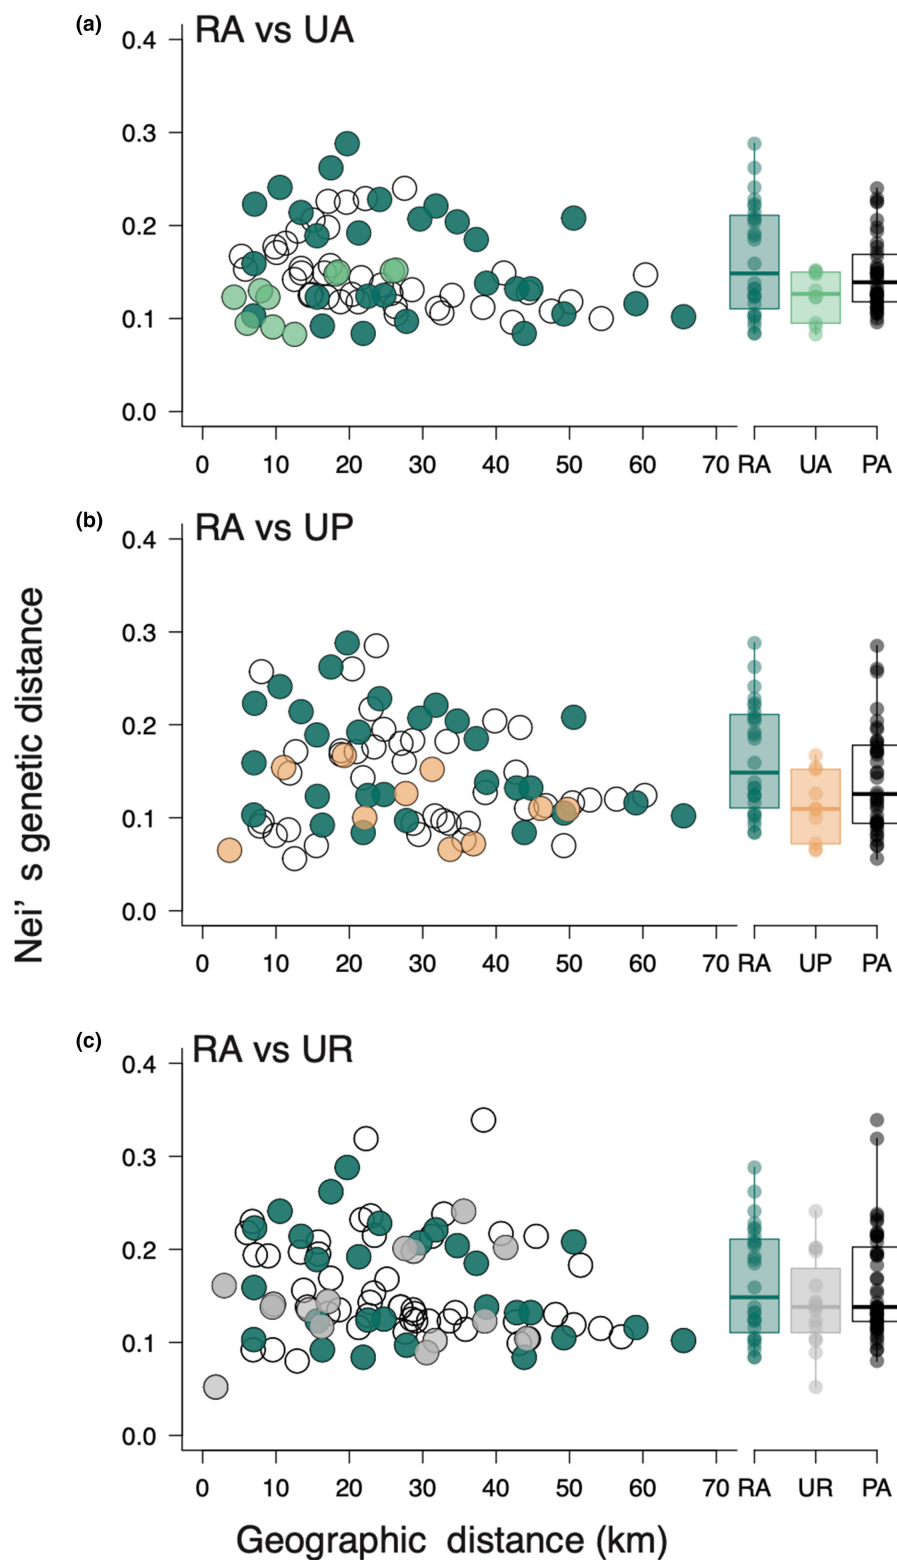 (a) RA vs UA
0.4
0.3
0.2
0.1
0.0
0 10 20 30 40 50 60 70 RA UA PA
(b) RA vs UP
0.4
0.3
0.2
0.1
0.0
0 10 20 30 40 50 60 70 RA UP PA
Nei’ s genetic distance
(c) RA vs UR
0.4
0.3
0.2
0.1
0.0
0 10 20 30 40 50 60 70 RA UR PA
Geographic distance (km)